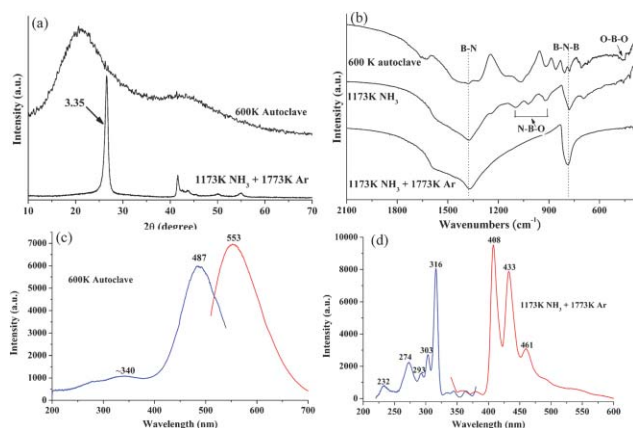 (a)
3.35
600K Autoclave
1173K NH₃ + 1773K Ar
Intensity (a.u.)
10 20 30 40 50 60 70
2θ (degree)
(b)
B-N
B-N-B
O-B-O
600 K autoclave
1173K NH₃
N-B-O
1173K NH₃ + 1773K Ar
Intensity (a.u.)
2100 1800 1500 1200 900 600
Wavenumbers (cm⁻¹)
(c)
553
487
600K Autoclave
~340
Intensity (a.u.)
7000
6000
5000
4000
3000
2000
1000
0
200 300 400 500 600 700
Wavelength (nm)
(d)
408
433
316
1173K NH₃ + 1773K Ar
461
303
274
293
232
Intensity (a.u.)
10000
8000
6000
4000
2000
0
200 250 300 350 400 450 500 550 600
Wavelength (nm)